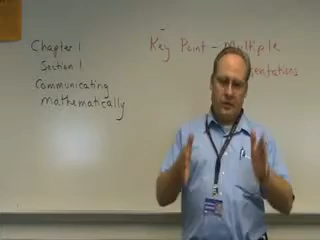 Chapter 1
Section 1
Communicating
Mathematically
Key Point - Multiple
entations